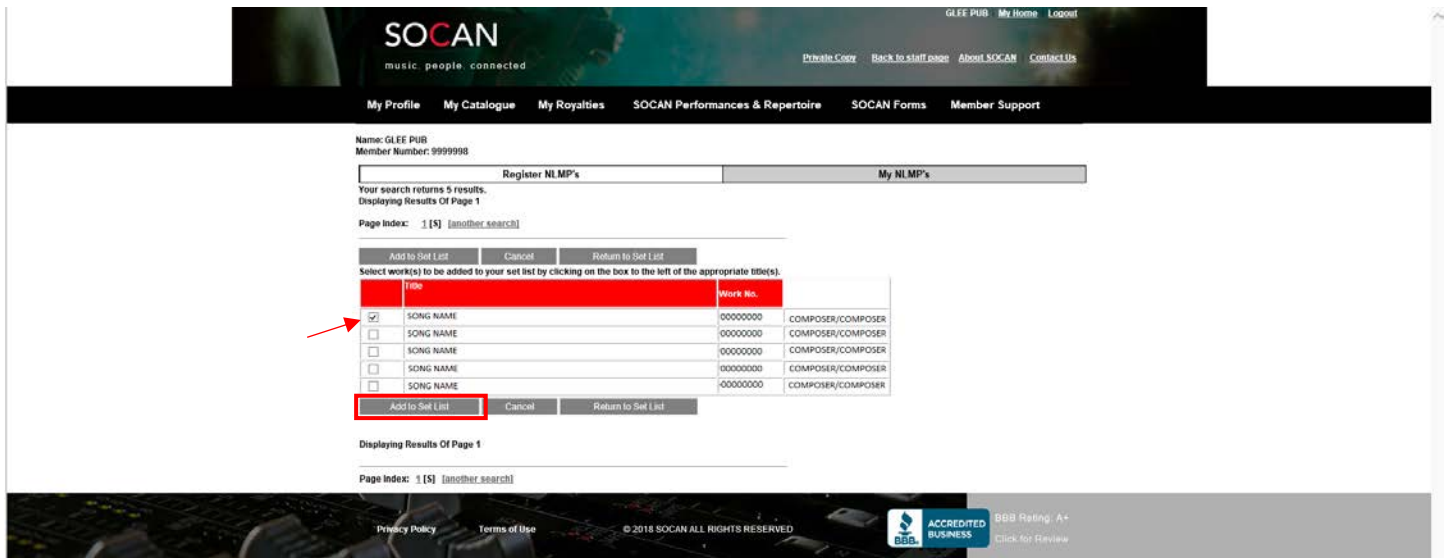 GLEE PUB My Home Logout
SOCAN
music. people. connected
Private Copy Back to staff page About SOCAN Contact Us
My Profile My Catalogue My Royalties SOCAN Performances & Repertoire SOCAN Forms Member Support
Name: GLEE PUB
Member Number: 9999998
Register NLMP's My NLMP's
Your search returns 5 results.
Displaying Results Of Page 1
Page Index: 1 [5] [another search]
Add to Set List Cancel Return to Set List
Select work(s) to be added to your set list by clicking on the box to the left of the appropriate title(s).
Title Work No.
SONG NAME 00000000 COMPOSER/COMPOSER
SONG NAME 00000000 COMPOSER/COMPOSER
SONG NAME 00000000 COMPOSER/COMPOSER
SONG NAME 00000000 COMPOSER/COMPOSER
SONG NAME 00000000 COMPOSER/COMPOSER
Add to Set List Cancel Return to Set List
Displaying Results Of Page 1
Page Index: 1 [5] [another search]
Privacy Policy Terms of Use © 2018 SOCAN ALL RIGHTS RESERVED
BBB. ACCREDITED BUSINESS
BBB Rating: A+
Click for Review